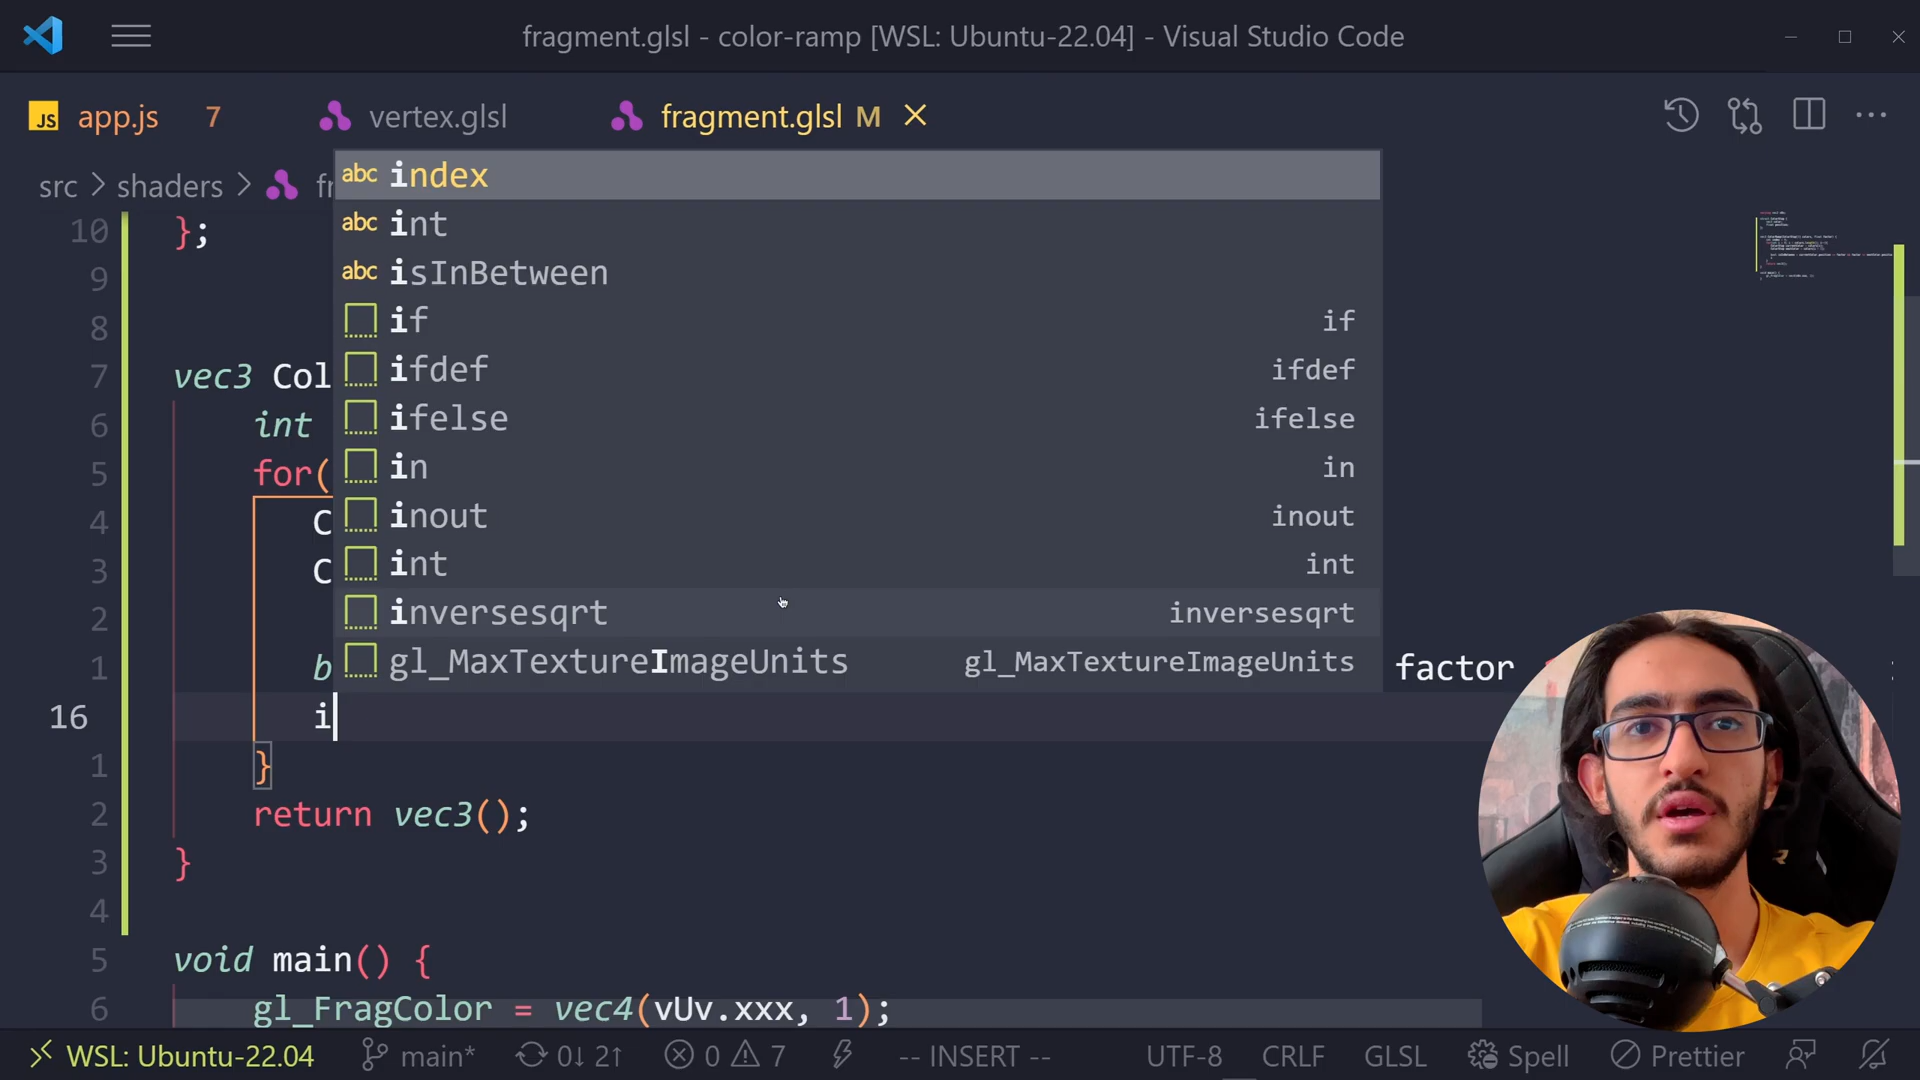 fragment.glsl - color-ramp [WSL: Ubuntu-22.04] - Visual Studio Code
JS app.js 7 vertex.glsl fragment.glsl M
src > shaders > fr
abc index
abc int
abc isInBetween
if if
ifdef ifdef
ifelse ifelse
in in
inout inout
int int
inversesqrt inversesqrt
gl_MaxTextureImageUnits gl_MaxTextureImageUnits
10 };
9
8
7 vec3 Col
6 int
5 for(
4 C
3 C
2
1 b factor
16 i
1 }
2 return vec3();
3 }
4
5 void main() {
6 gl_FragColor = vec4(vUv.xxx, 1);
WSL: Ubuntu-22.04 main* 0↓ 2↑ 0 7 -- INSERT -- UTF-8 CRLF GLSL Spell Prettier